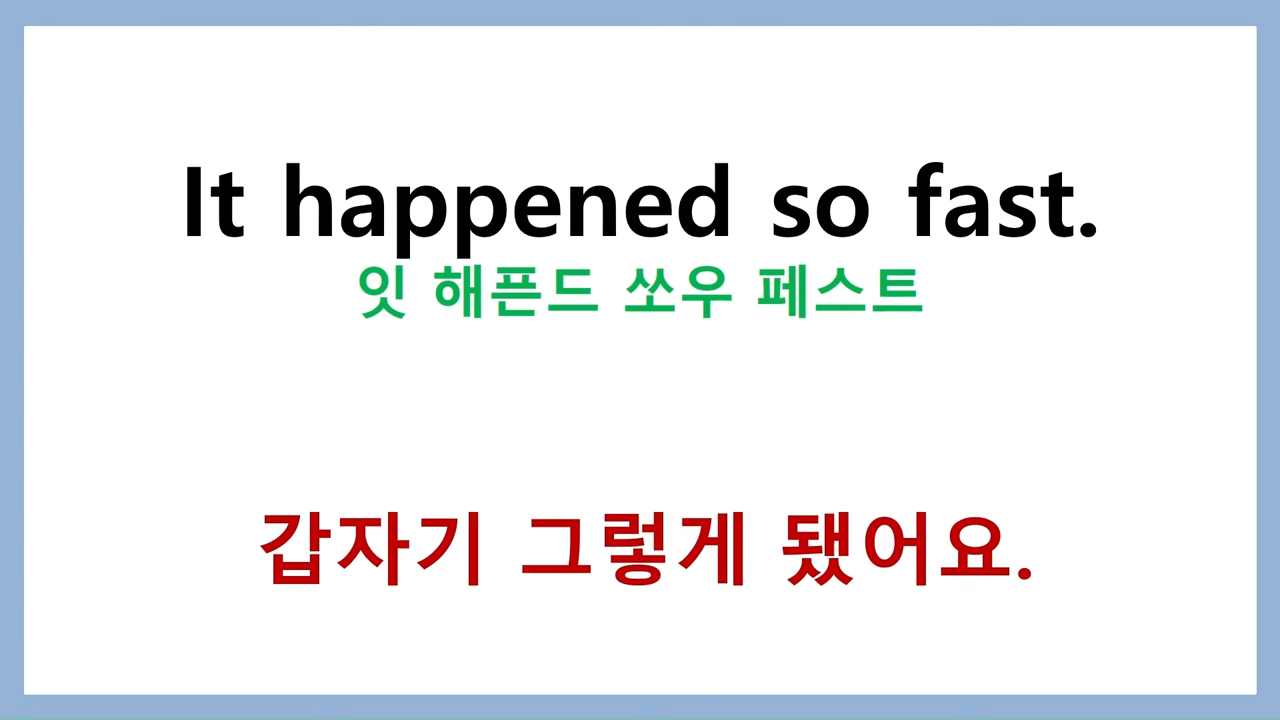 It happened so fast.
잇 해픈드 쏘우 페스트
갑자기 그렇게 됐어요.